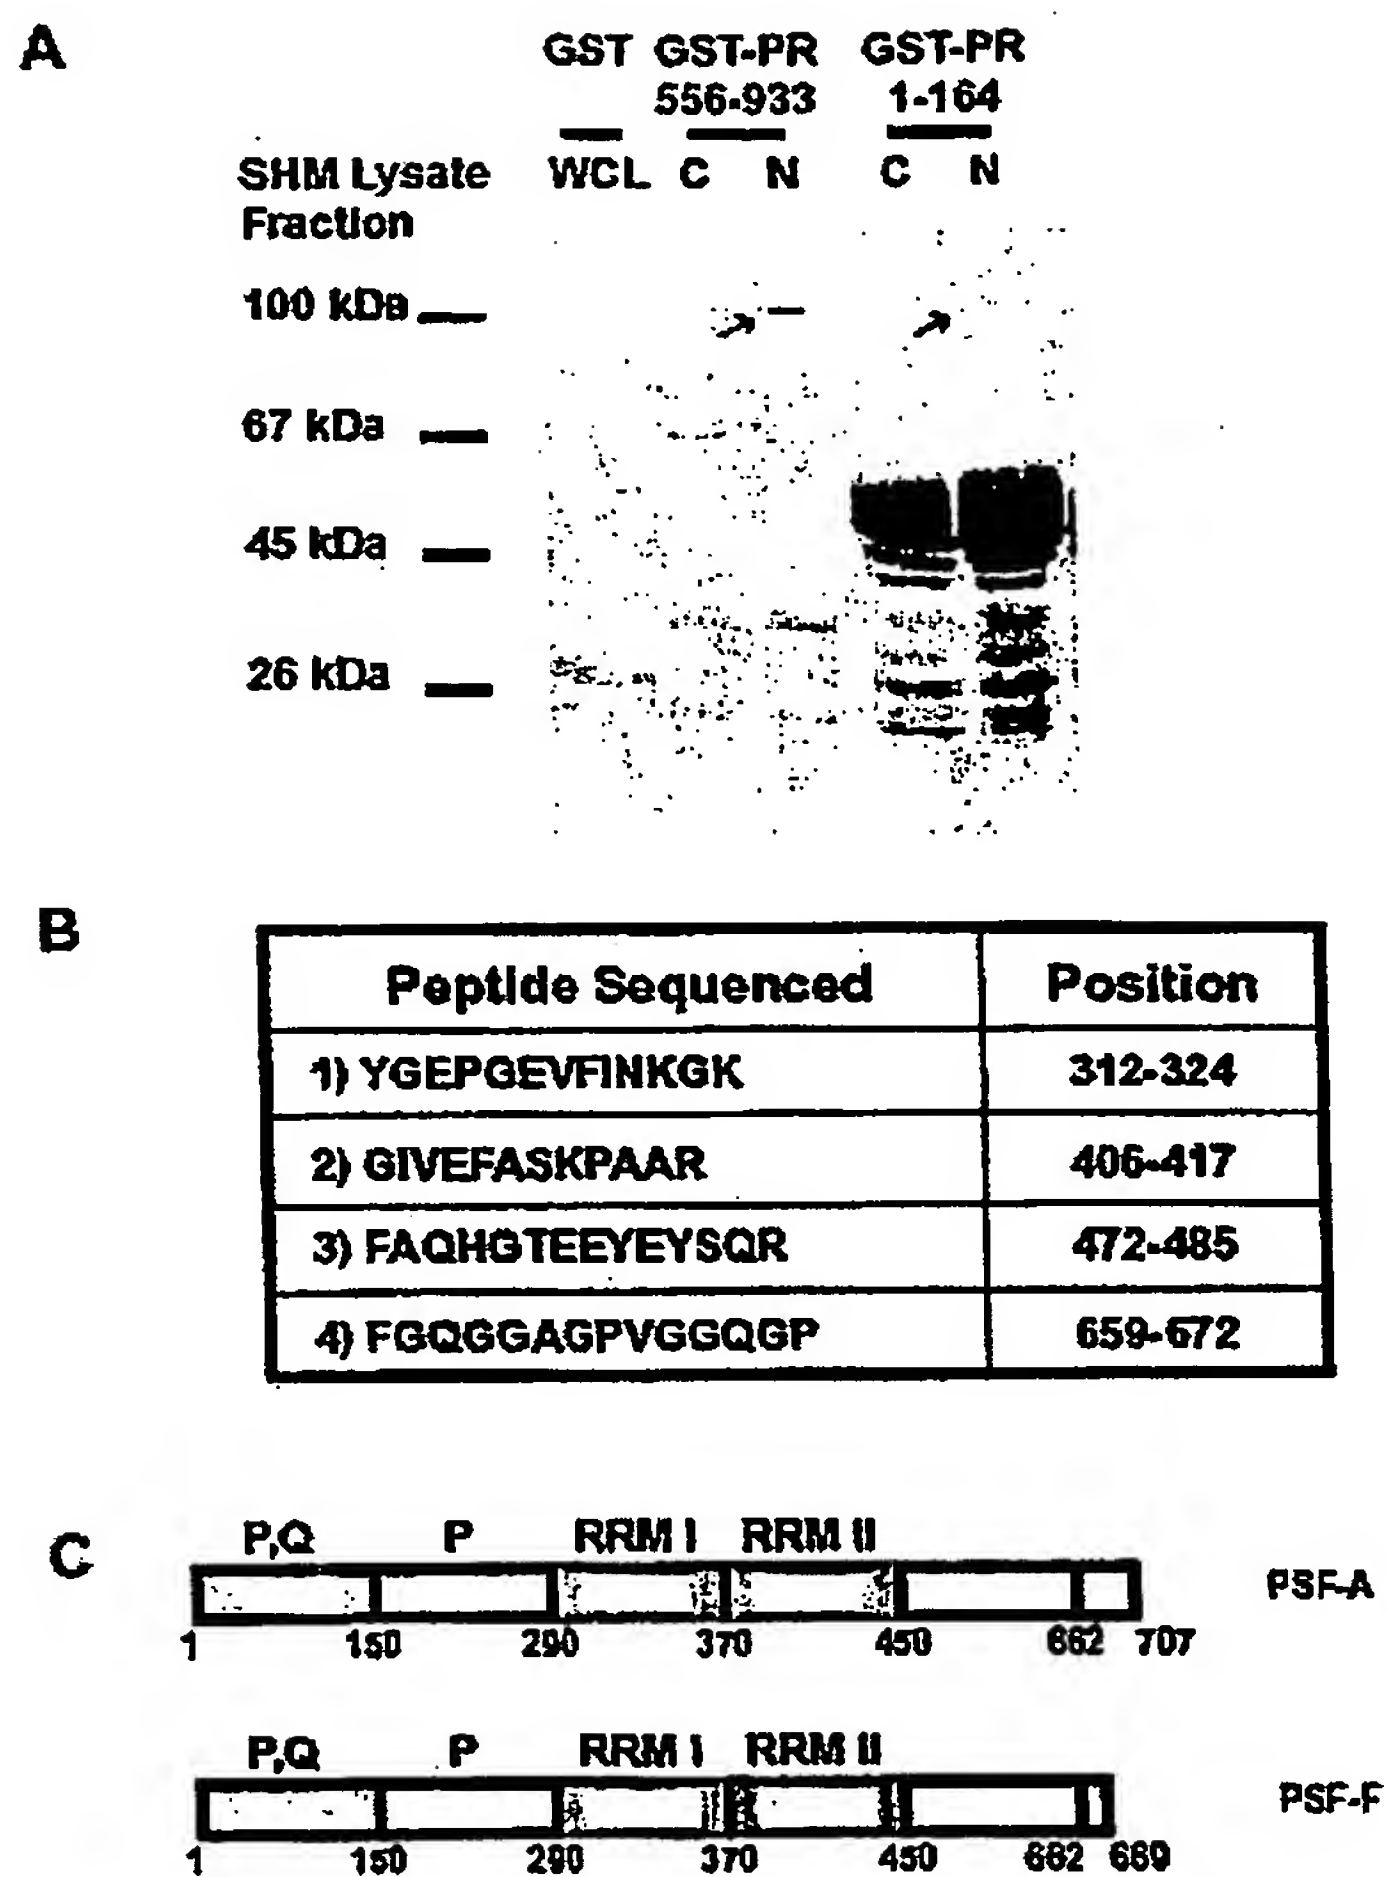 A
GST GST-PR GST-PR
556-933 1-164
SHM Lysate WCL C N C N
Fraction
100 kDa
67 kDa
45 kDa
26 kDa
B
Peptide Sequenced Position
1) YGEPGEVFINKGK 312-324
2) GIVEFASKPAAR 406-417
3) FAQHGTEEYEYSQR 472-485
4) FGQGGAGPVGGQGP 659-672
C
P,Q P RRM I RRM II
PSF-A
1 150 290 370 450 662 707
P,Q P RRM I RRM II
PSF-F
1 150 290 370 450 662 669